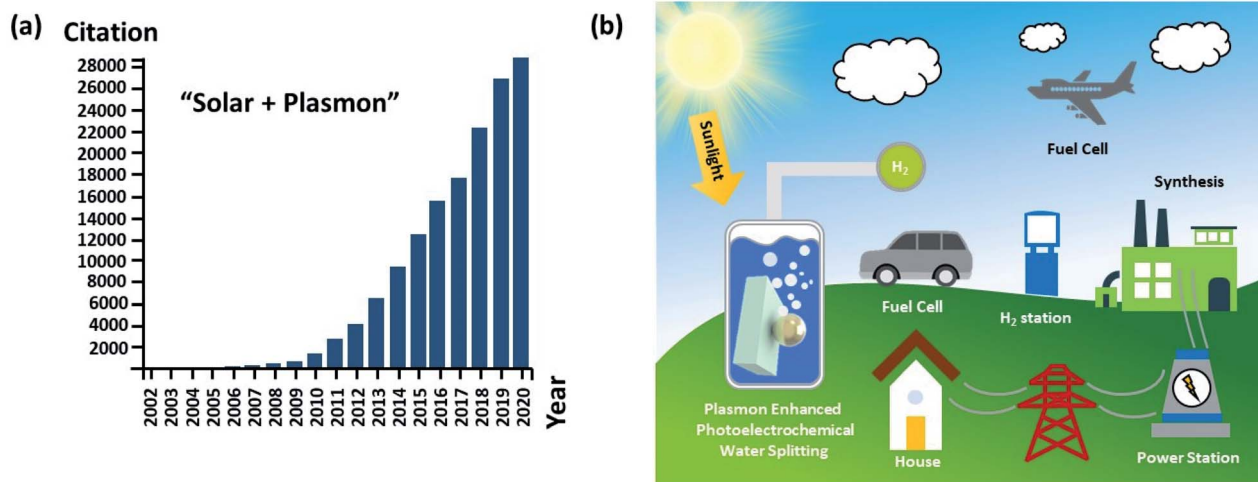 (a)
Citation
28000
26000
24000
22000
20000
18000
16000
14000
12000
10000
8000
6000
4000
2000
“Solar + Plasmon”
2002
2003
2004
2005
2006
2007
2008
2009
2010
2011
2012
2013
2014
2015
2016
2017
2018
2019
2020
Year
(b)
Sunlight
H₂
Fuel Cell
Synthesis
Fuel Cell
H₂ station
Plasmon Enhanced
Photoelectrochemical
Water Splitting
House
Power Station